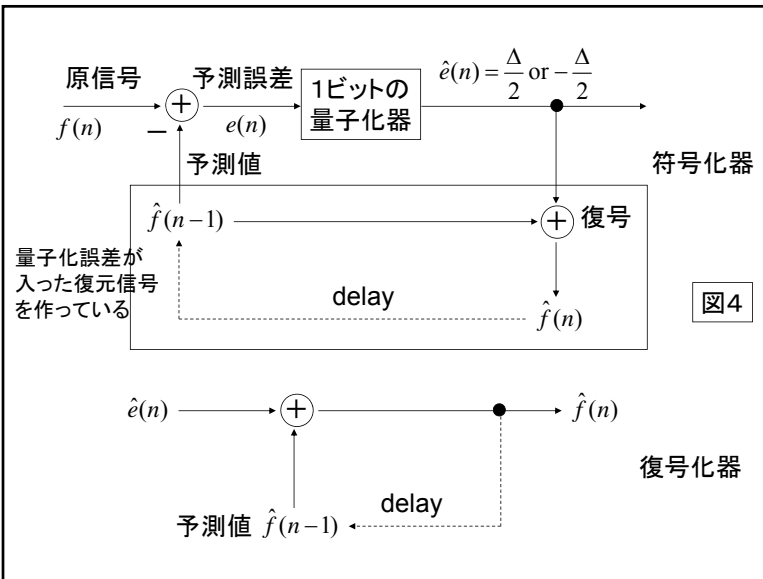 原信号
f(n)
−
+
予測誤差
e(n)
1ビットの
量子化器
ê(n) = Δ/2 or − Δ/2
符号化器
予測値
f̂(n−1)
+
復号
量子化誤差が
入った復元信号
を作っている
delay
f̂(n)
図4
ê(n)
+
f̂(n)
復号化器
delay
予測値 f̂(n−1)